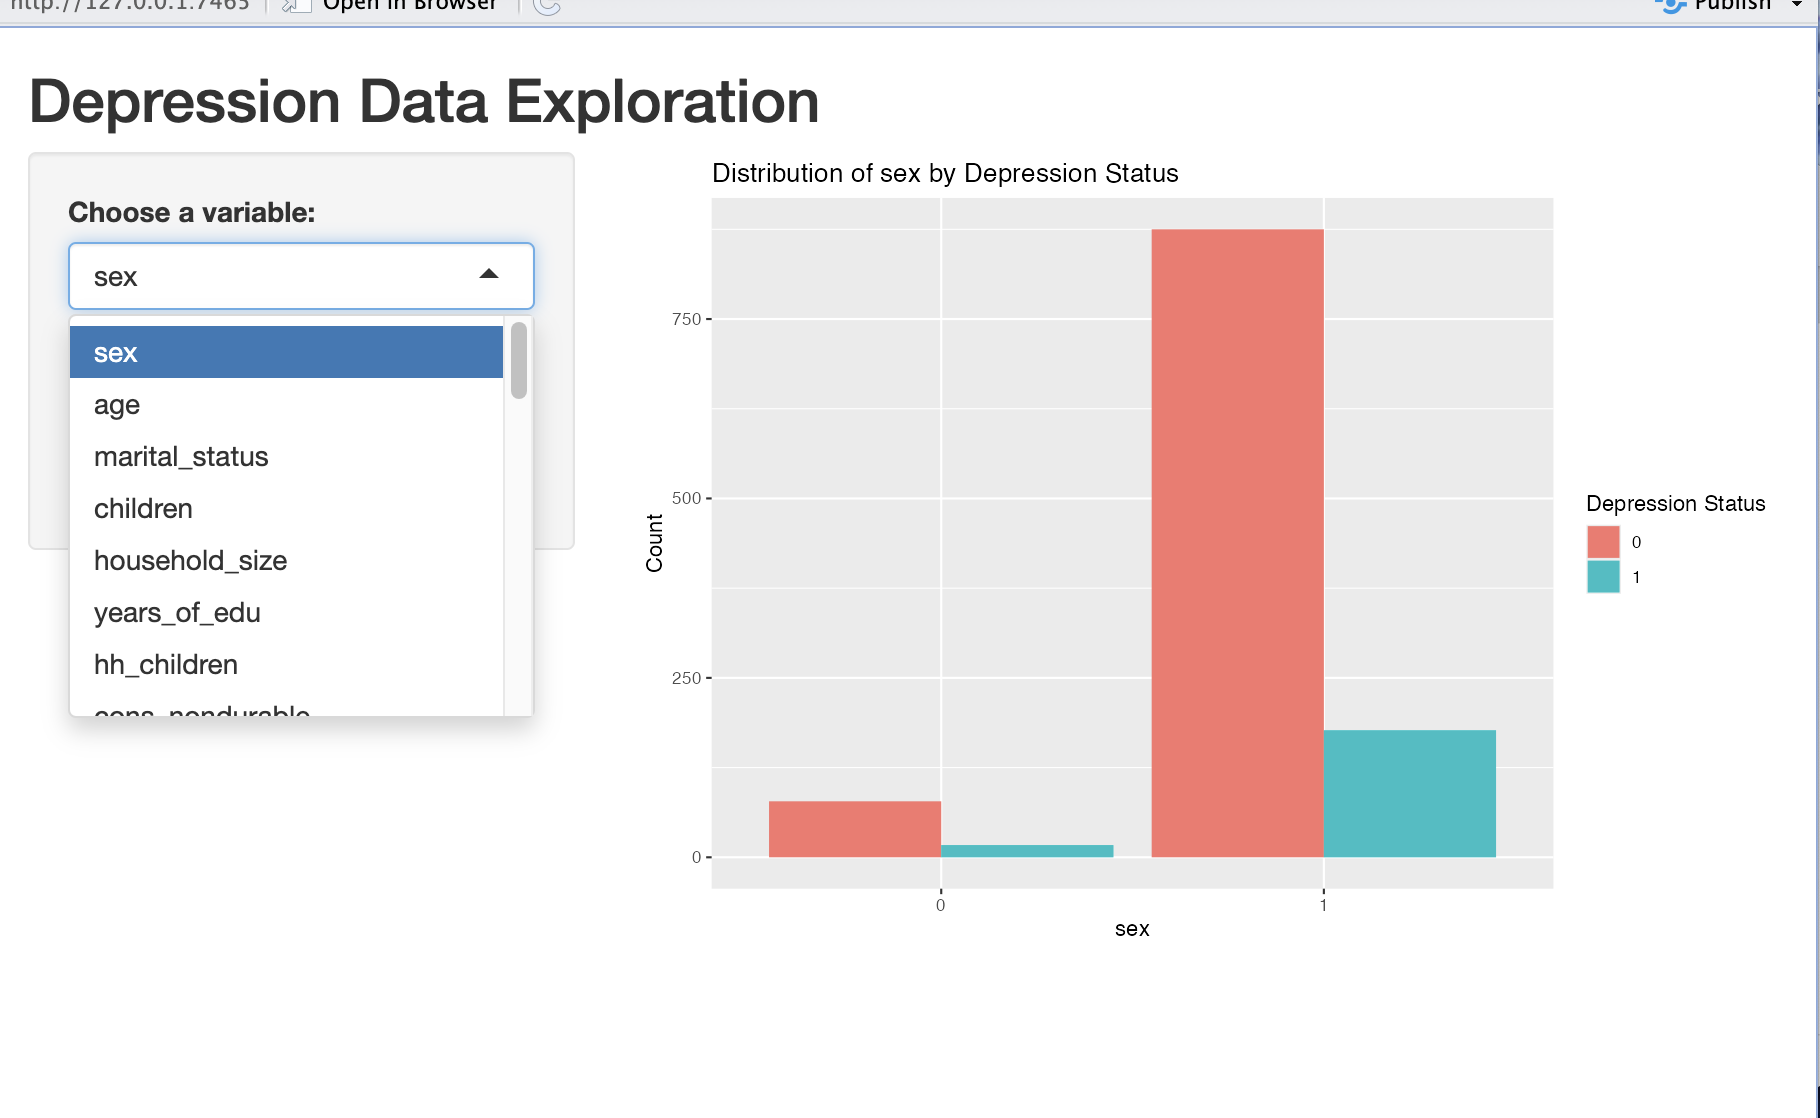 http://127.0.0.1:7465
Open in Browser
Publish
Depression Data Exploration
Choose a variable:
sex
sex
age
marital_status
children
household_size
years_of_edu
hh_children
cons_nondurable
Distribution of sex by Depression Status
Count
750
500
250
0
0
1
sex
Depression Status
0
1